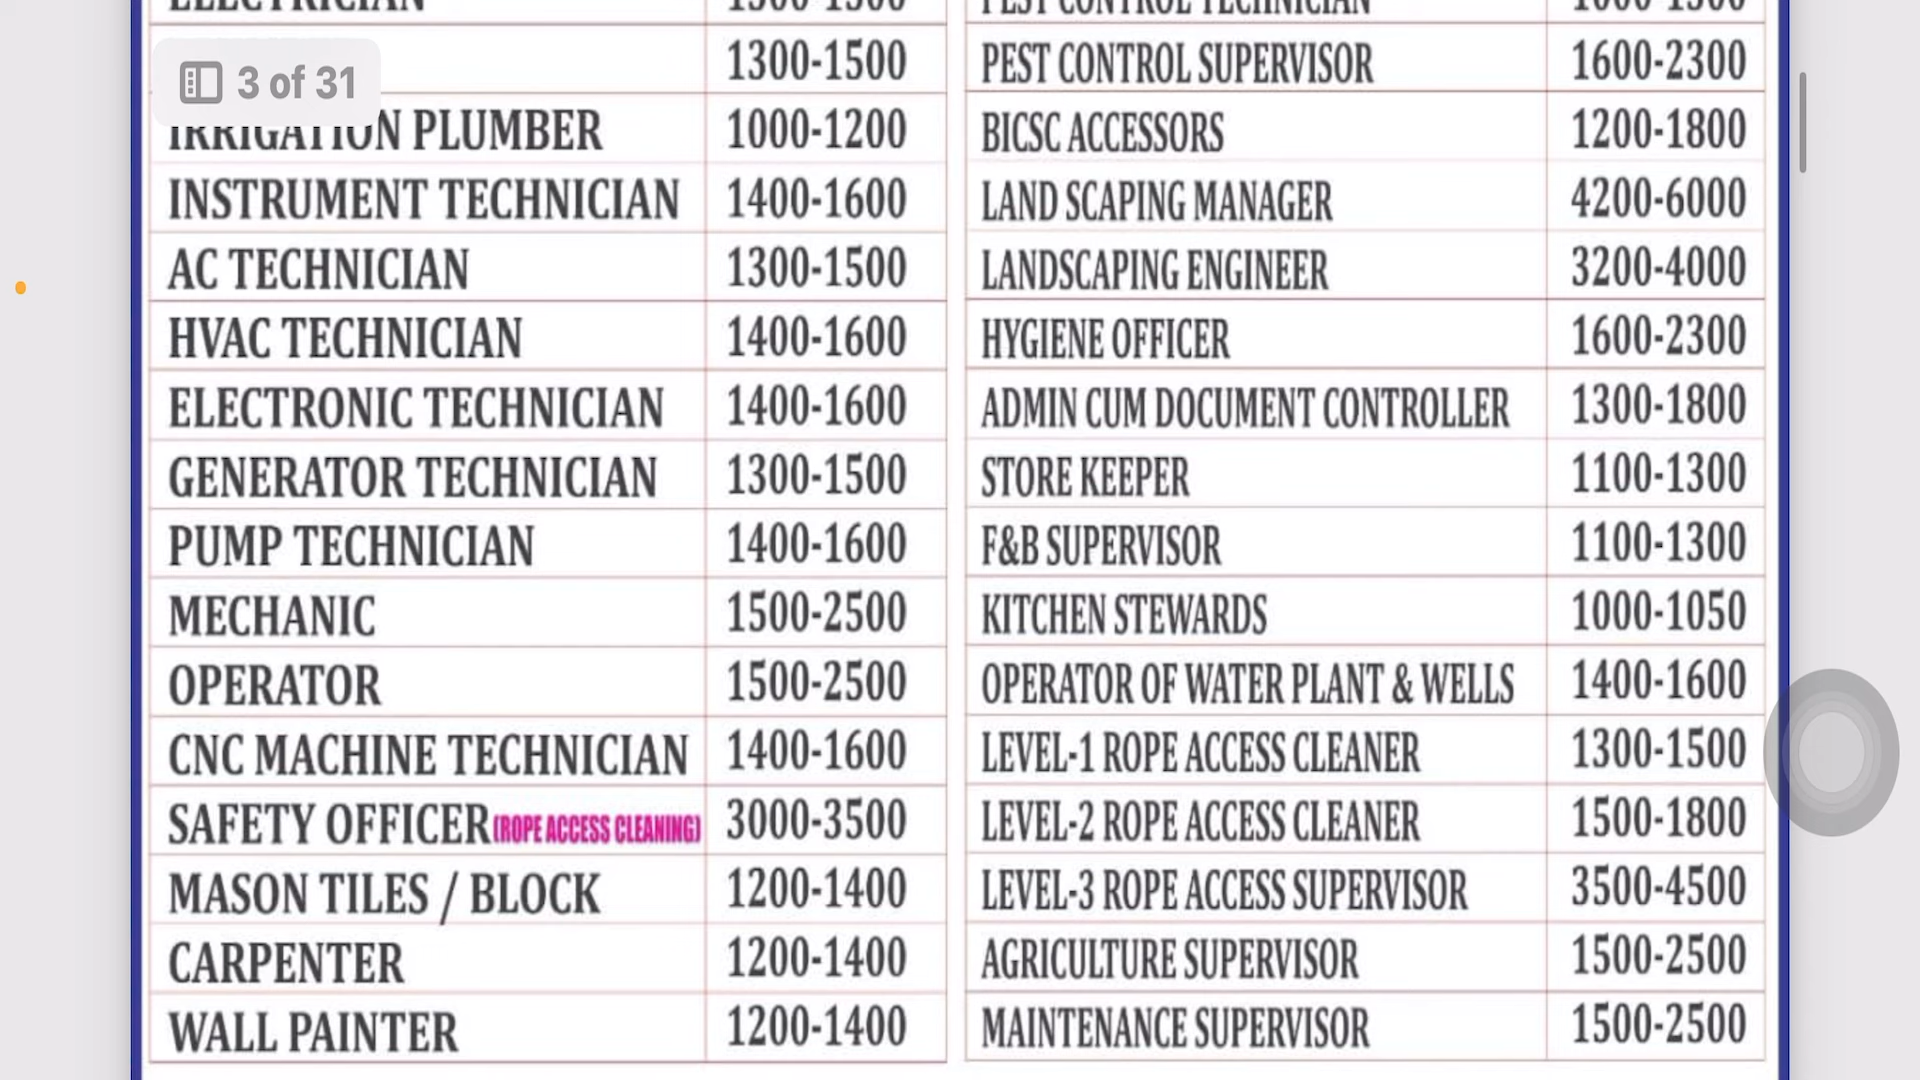 ELECTRICIAN 1300-1500
1300-1500
IRRIGATION PLUMBER 1000-1200
INSTRUMENT TECHNICIAN 1400-1600
AC TECHNICIAN 1300-1500
HVAC TECHNICIAN 1400-1600
ELECTRONIC TECHNICIAN 1400-1600
GENERATOR TECHNICIAN 1300-1500
PUMP TECHNICIAN 1400-1600
MECHANIC 1500-2500
OPERATOR 1500-2500
CNC MACHINE TECHNICIAN 1400-1600
SAFETY OFFICER(ROPE ACCESS CLEANING) 3000-3500
MASON TILES / BLOCK 1200-1400
CARPENTER 1200-1400
WALL PAINTER 1200-1400
PEST CONTROL TECHNICIAN
PEST CONTROL SUPERVISOR 1600-2300
BICSC ACCESSORS 1200-1800
LAND SCAPING MANAGER 4200-6000
LANDSCAPING ENGINEER 3200-4000
HYGIENE OFFICER 1600-2300
ADMIN CUM DOCUMENT CONTROLLER 1300-1800
STORE KEEPER 1100-1300
F&B SUPERVISOR 1100-1300
KITCHEN STEWARDS 1000-1050
OPERATOR OF WATER PLANT & WELLS 1400-1600
LEVEL-1 ROPE ACCESS CLEANER 1300-1500
LEVEL-2 ROPE ACCESS CLEANER 1500-1800
LEVEL-3 ROPE ACCESS SUPERVISOR 3500-4500
AGRICULTURE SUPERVISOR 1500-2500
MAINTENANCE SUPERVISOR 1500-2500
3 of 31